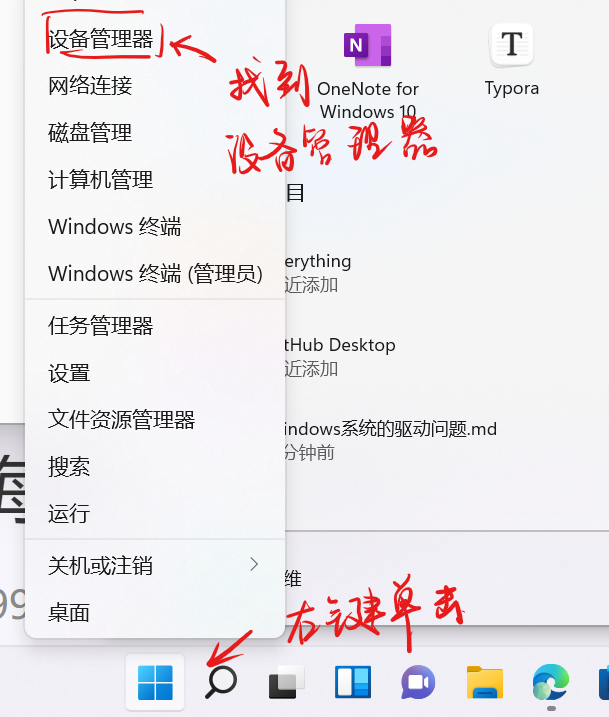 设备管理器
网络连接
磁盘管理
计算机管理
Windows 终端
Windows 终端 (管理员)
任务管理器
设置
文件资源管理器
搜索
运行
关机或注销
桌面
找到
设备管理器
右键单击
OneNote for
Windows 10
Typora
目
erything
近添加
tHub Desktop
近添加
indows系统的驱动问题.md
分钟前
维
99